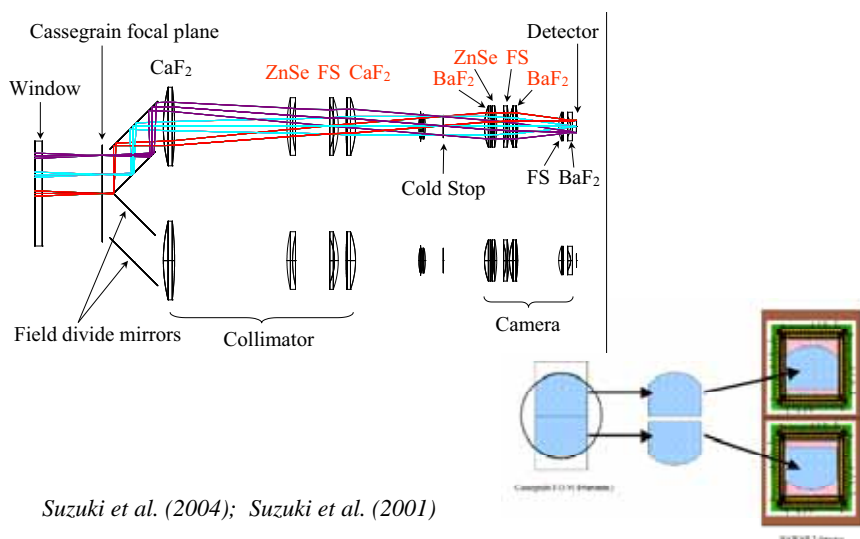 Cassegrain focal plane
Detector
ZnSe FS
CaF2
ZnSe FS CaF2
BaF2 BaF2
Window
Cold Stop
FS BaF2
Field divide mirrors
Collimator
Camera
Suzuki et al. (2004); Suzuki et al. (2001)